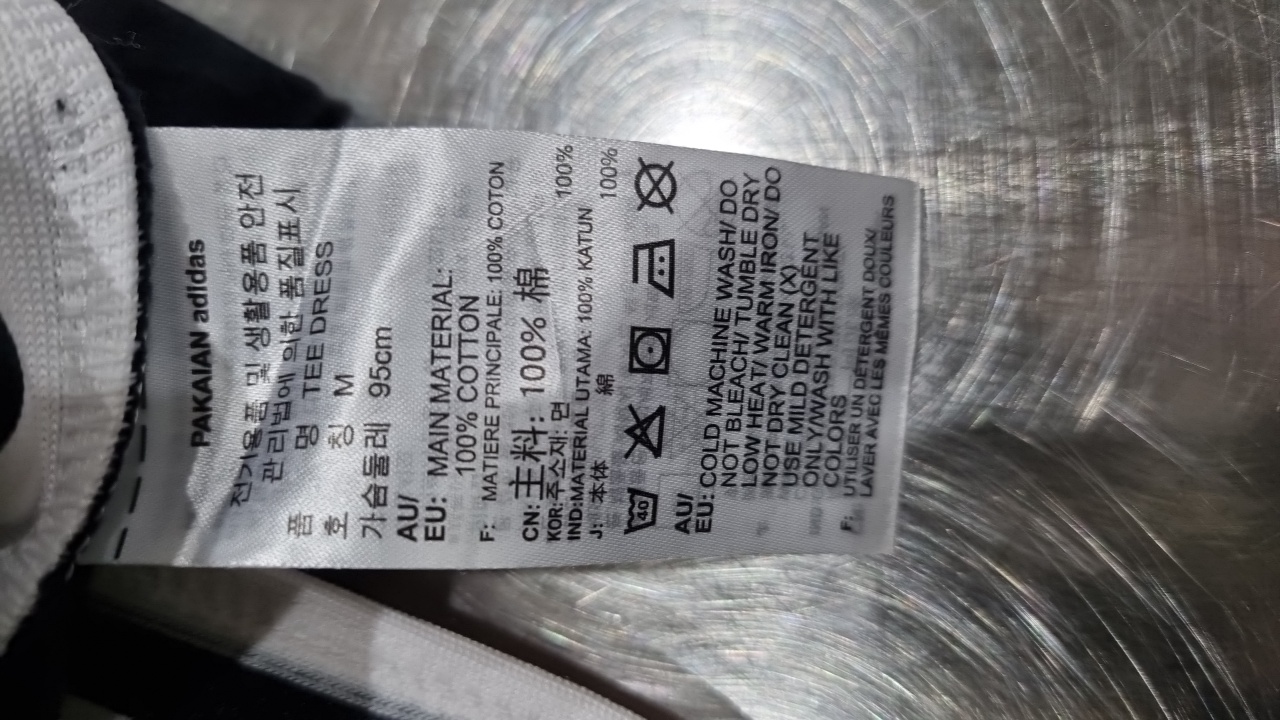 PAKAIAN adidas
전기용품 및 생활용품 안전
관리법에 의한 품질표시
품 명 TEE DRESS
호 칭 M
가슴둘레 95cm
AU/
EU: MAIN MATERIAL:
100% COTTON
F: MATIERE PRINCIPALE: 100% COTON
CN: 主料: 100% 棉
KOR: 주소재: 면 100%
IND:MATERIAL UTAMA: 100% KATUN
J: 本体 綿 100%
40
AU/
EU: COLD MACHINE WASH/ DO
NOT BLEACH/ TUMBLE DRY
LOW HEAT/ WARM IRON/ DO
NOT DRY CLEAN (X)
USE MILD DETERGENT
ONLY/WASH WITH LIKE
COLORS
F: UTILISER UN DÉTERGENT DOUX/
LAVER AVEC LES MÊMES COULEURS